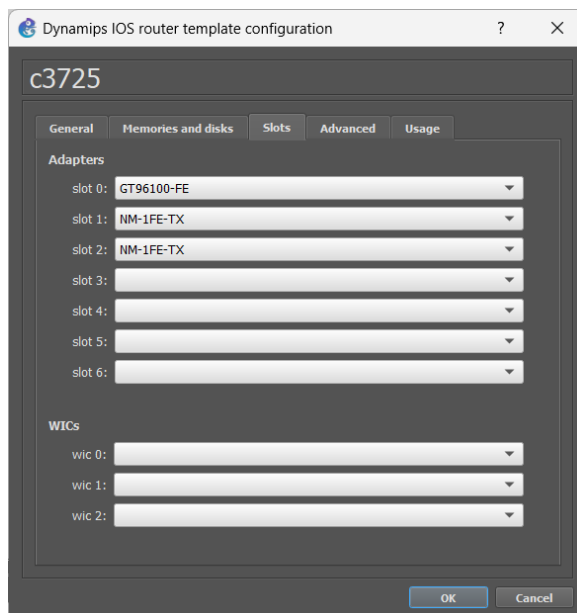 Dynamips IOS router template configuration ?
c3725
General Memories and disks Slots Advanced Usage
Adapters
slot 0: GT96100-FE
slot 1: NM-1FE-TX
slot 2: NM-1FE-TX
slot 3:
slot 4:
slot 5:
slot 6:
WICs
wic 0:
wic 1:
wic 2:
OK Cancel